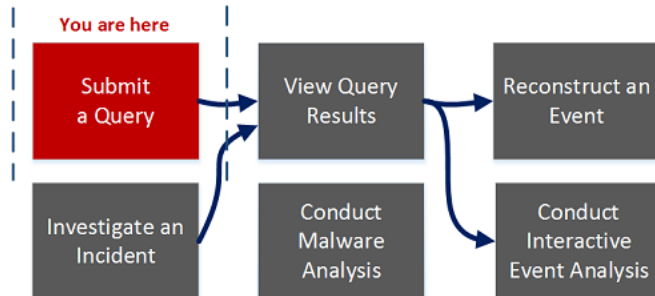 You are here
Submit
a Query
View Query
Results
Reconstruct an
Event
Investigate an
Incident
Conduct
Malware
Analysis
Conduct
Interactive
Event Analysis